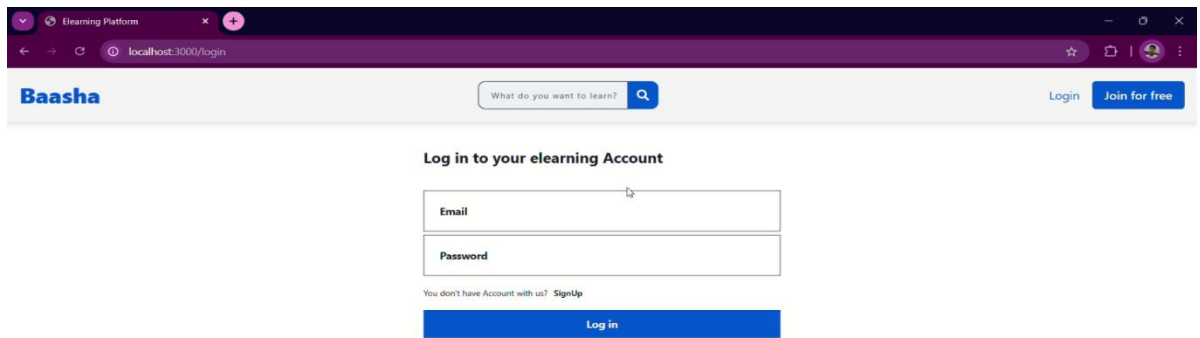 Elearning Platform
localhost:3000/login
Baasha
What do you want to learn?
Login
Join for free
Log in to your elearning Account
Email
Password
You don't have Account with us? SignUp
Log in